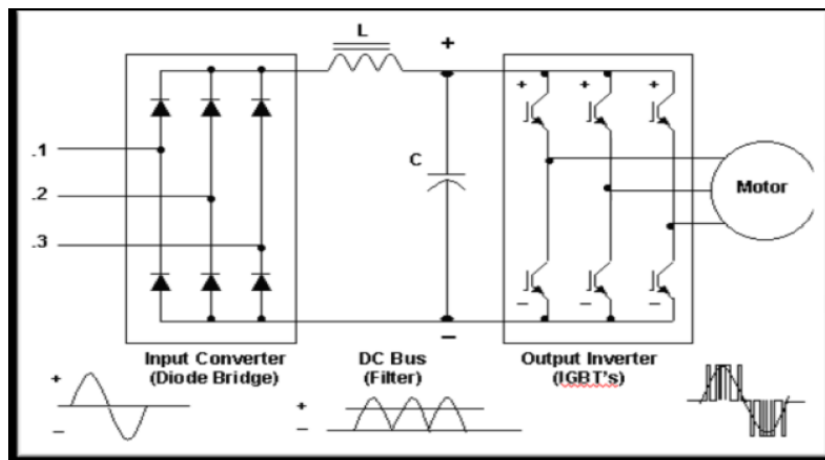 L
+
+ + +
.1
C
Motor
.2
.3
− − −
−
Input Converter
(Diode Bridge)
DC Bus
(Filter)
Output Inverter
(IGBT's)
+
−
+
−